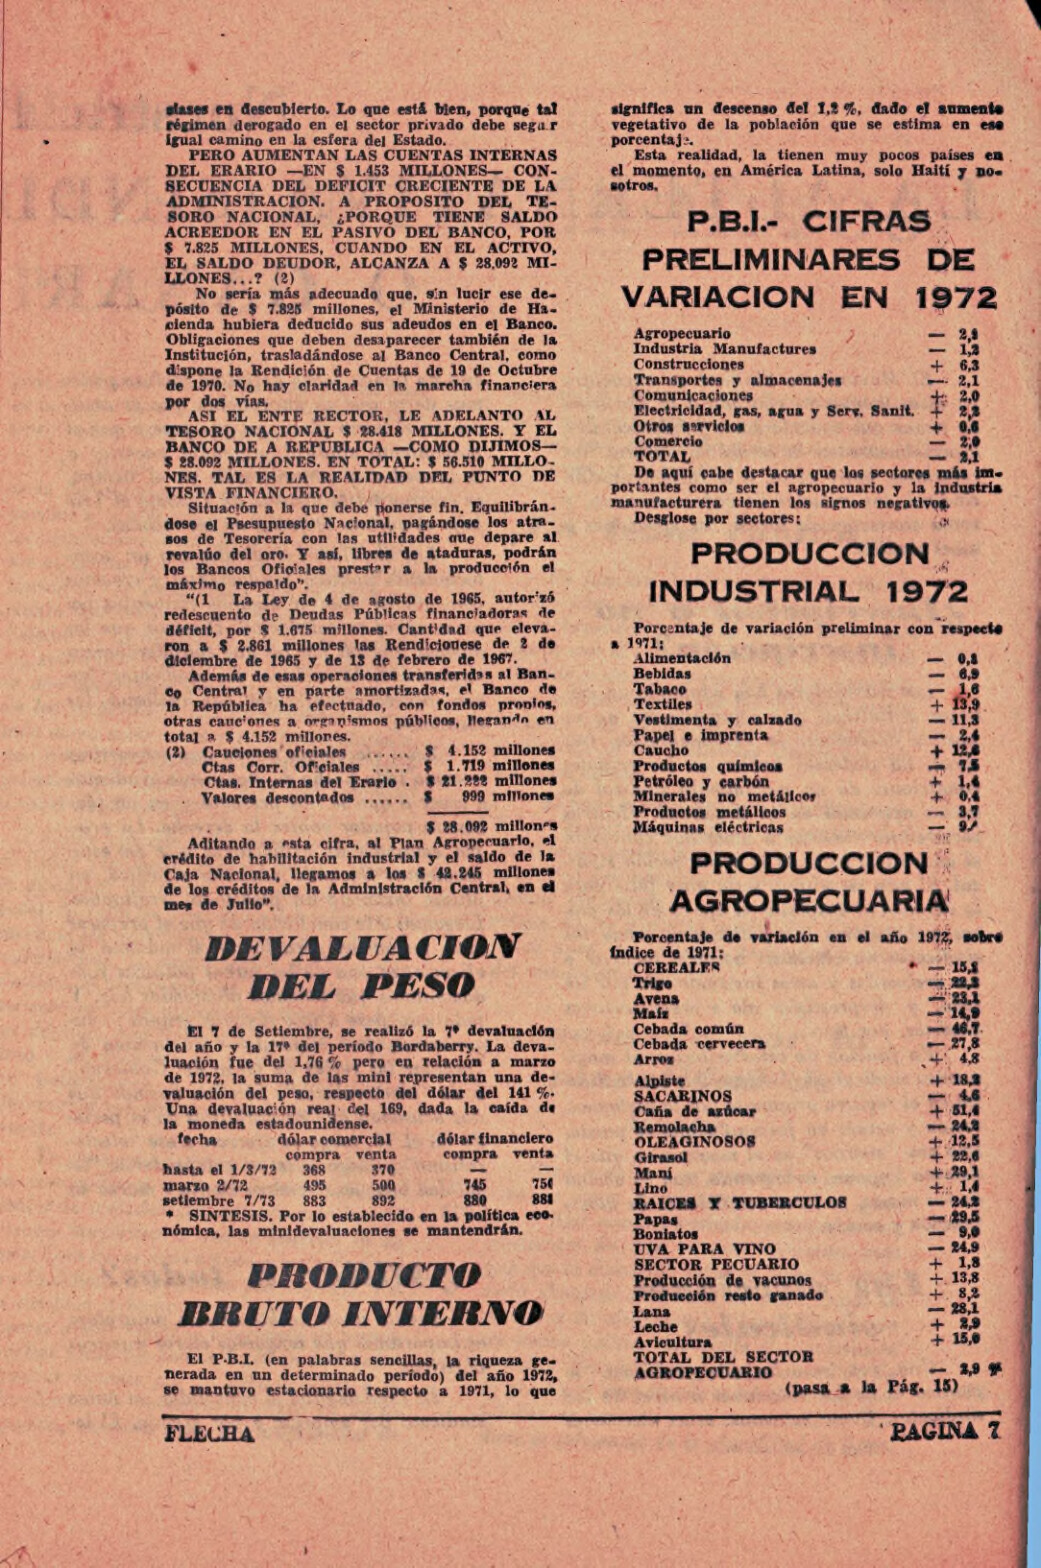 clases en descubierto. Lo que está bien, porque tal
régimen derogado en el sector privado debe seguir
igual camino en la esfera del Estado.
PERO AUMENTAN LAS CUENTAS INTERNAS
DEL ERARIO —EN $ 1.453 MILLONES— CON-
SECUENCIA DEL DEFICIT CRECIENTE DE LA
ADMINISTRACION. A PROPOSITO DEL TE-
SORO NACIONAL, ¿PORQUE TIENE SALDO
ACREEDOR EN EL PASIVO DEL BANCO, POR
$ 7.825 MILLONES, CUANDO EN EL ACTIVO,
EL SALDO DEUDOR, ALCANZA A $ 28.092 MI-
LLONES...? (2)
No sería más adecuado que, sin lucir ese de-
pósito de $ 7.825 millones, el Ministerio de Ha-
cienda hubiera deducido sus adeudos en el Banco.
Obligaciones que deben desaparecer también de la
Institución, trasladándose al Banco Central, como
dispone la Rendición de Cuentas de 19 de Octubre
de 1970. No hay claridad en la marcha financiera
por dos vías.
ASI EL ENTE RECTOR, LE ADELANTO AL
TESORO NACIONAL $ 28.418 MILLONES. Y EL
BANCO DE A REPUBLICA —COMO DIJIMOS—
$ 28.092 MILLONES. EN TOTAL: $ 56.510 MILLO-
NES. TAL ES LA REALIDAD DEL PUNTO DE
VISTA FINANCIERO.
Situación a la que debe ponerse fin. Equilibrán-
dose el Psesupuesto Nacional, pagándose los atra-
sos de Tesorería con las utilidades que depare al
revalúo del oro. Y así, libres de ataduras, podrán
los Bancos Oficiales prestar a la producción el
máximo respaldo".
"(1 La Ley de 4 de agosto de 1965, autorizó
redescuento de Deudas Públicas financiadoras de
déficit, por $ 1.675 millones. Cantidad que eleva-
ron a $ 2.861 millones las Rendicionese de 2 de
diciembre de 1965 y de 13 de febrero de 1967.
Además de esas operaciones transferidas al Ban-
co Central y en parte amortizadas, el Banco de
la República ha efectuado, con fondos propios,
otras cauciones a organismos públicos, llegando en
total a $ 4.152 millones.
(2) Cauciones oficiales ...... $ 4.152 millones
Ctas Corr. Oficiales ..... $ 1.719 millones
Ctas. Internas del Erario . $ 21.222 millones
Valores descontados ...... $ 999 millones
$ 28.092 millones
Aditando a esta cifra, al Plan Agropecuario, el
crédito de habilitación industrial y el saldo de la
Caja Nacional, llegamos a los $ 42.245 millones
de los créditos de la Administración Central, en el
mes de Julio".
DEVALUACION
DEL PESO
El 7 de Setiembre, se realizó la 7ª devaluación
del año y la 17ª del período Bordaberry. La deva-
luación fue del 1,76 % pero en relación a marzo
de 1972, la suma de las mini representan una de-
valuación del peso, respecto del dólar del 141 %.
Una devaluación real del 169, dada la caída de
la moneda estadounidense.
fecha dólar comercial dólar financiero
compra venta compra venta
hasta el 1/3/72 368 370 — —
marzo 2/72 495 500 745 750
setiembre 7/73 883 892 880 881
* SINTESIS. Por lo establecido en la política eco-
nómica, las minidevaluaciones se mantendrán.
PRODUCTO
BRUTO INTERNO
El P.B.I. (en palabras sencillas, la riqueza ge-
nerada en un determinado período) del año 1972,
se mantuvo estacionario respecto a 1971, lo que
significa un descenso del 1,2 %, dado el aumento
vegetativo de la población que se estima en ese
porcentaje.
Esta realidad, la tienen muy pocos países en
el momento, en América Latina, solo Haití y no-
sotros.
P.B.I.- CIFRAS
PRELIMINARES DE
VARIACION EN 1972
Agropecuario —
Industria Manufactures —
Construcciones + 6,3
Transportes y almacenajes — 2,1
Comunicaciones + 2,0
Electricidad, gas, agua y Serv. Sanit. +
Otros servicios + 0,6
Comercio — 2,0
TOTAL —
De aquí cabe destacar que los sectores más im-
portantes como ser el agropecuario y la industria
manufacturera tienen los signos negativos.
Desglose por sectores:
PRODUCCION
INDUSTRIAL 1972
Porcentaje de variación preliminar con respecto
a 1971:
Alimentación —
Bebidas — 6,9
Tabaco — 1,6
Textiles + 13,9
Vestimenta y calzado — 11,3
Papel e imprenta — 2,4
Caucho +
Productos químicos —
Petróleo y carbón + 1,4
Minerales no metálicos + 0,4
Productos metálicos — 3,7
Máquinas eléctricas —
PRODUCCION
AGROPECUARIA
Porcentaje de variación en el año 1972, sobre
índice de 1971:
CEREALES —
Trigo —
Avena — 23,1
Maíz — 14,9
Cebada común — 46,7
Cebada cervecera — 27,8
Arroz + 4,8
Alpiste +
SACARINOS — 4,6
Caña de azúcar + 51,4
Remolacha —
OLEAGINOSOS + 12,5
Girasol + 22,6
Maní + 29,1
Lino + 1,4
RAICES Y TUBERCULOS —
Papas — 29,5
Boniatos — 9,0
UVA PARA VINO — 24,9
SECTOR PECUARIO + 1,8
Producción de vacunos + 13,8
Producción resto ganado + 8,2
Lana — 28,1
Leche +
Avicultura + 15,0
TOTAL DEL SECTOR
AGROPECUARIO —
(pasa a la Pág. 15)
FLECHA PAGINA 7